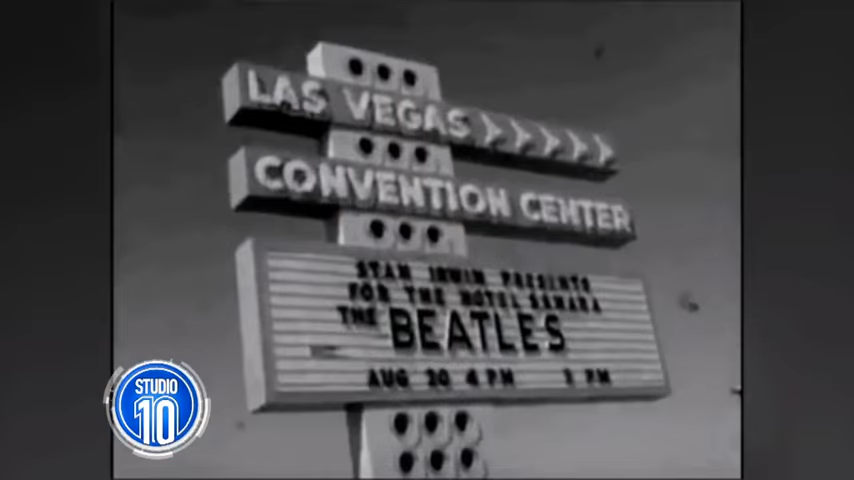 LAS VEGAS
CONVENTION CENTER
STAN IRWIN PRESENTS
FOR THE HOTEL SAHARA
THE BEATLES
AUG 20 4 PM
PM
STUDIO
10